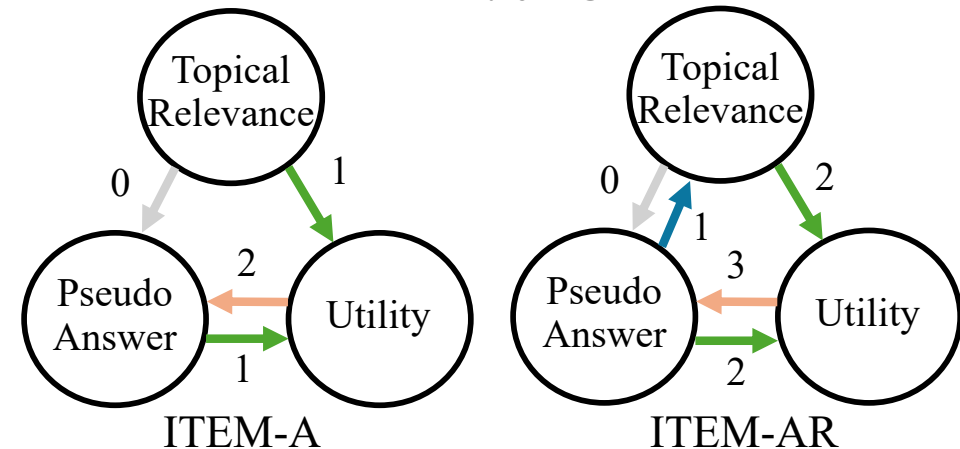 Topical
Relevance
0
1
Pseudo
Answer
2
1
Utility
ITEM-A
Topical
Relevance
0
1
2
Pseudo
Answer
3
2
Utility
ITEM-AR